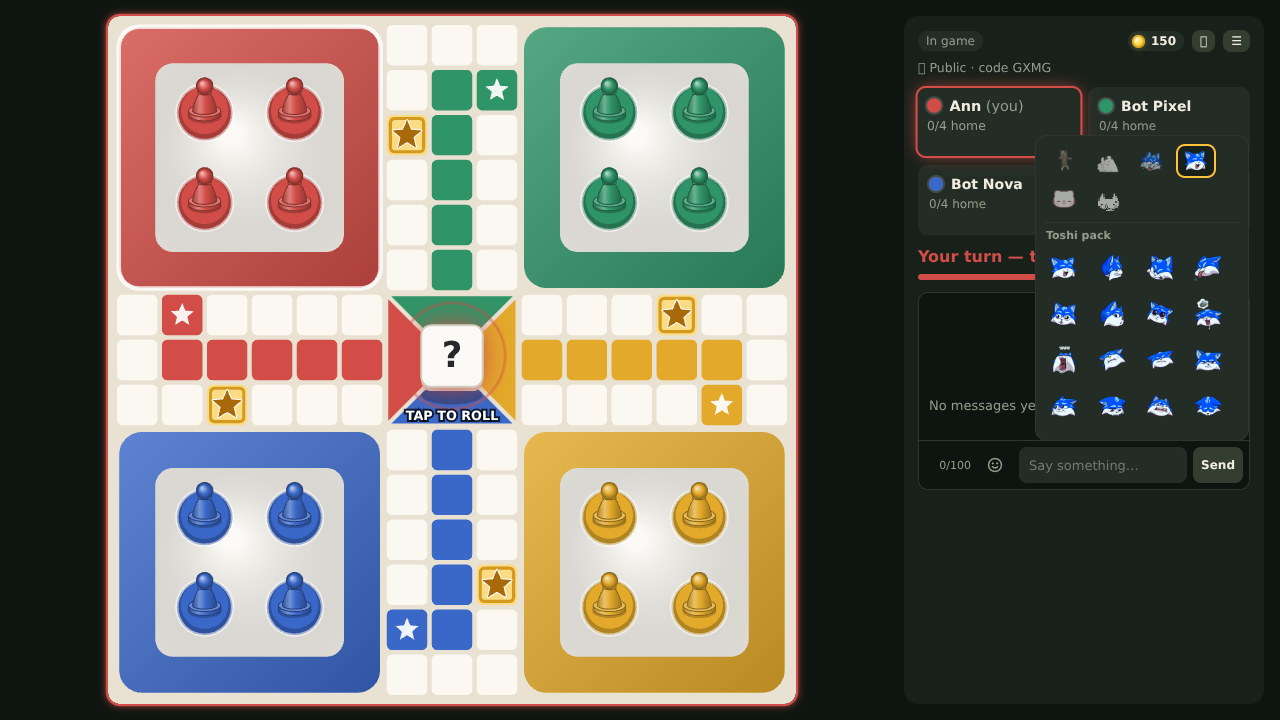 In game
150
Public · code GXMG
Ann (you)
0/4 home
Bot Pixel
0/4 home
Bot Nova
0/4 home
Your turn —
Toshi pack
No messages
0/100
Say something...
Send
?
TAP TO ROLL